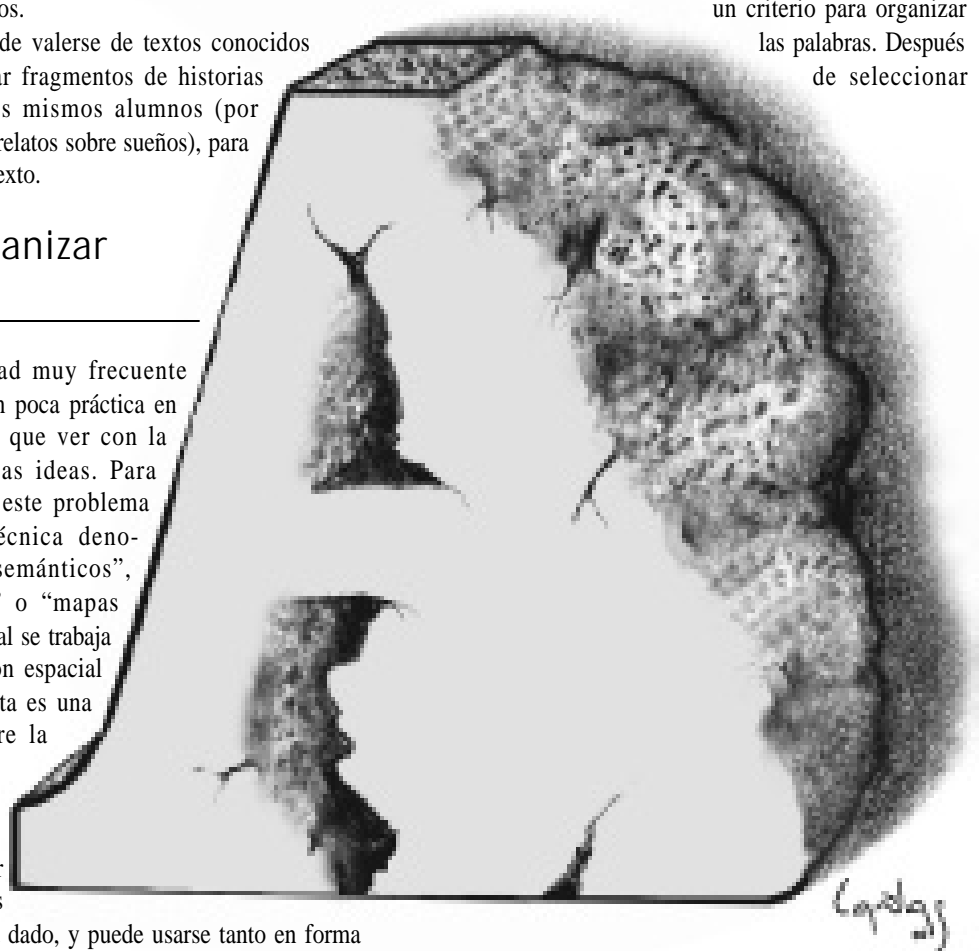 os.
de valerse de textos conocidos
ar fragmentos de historias
s mismos alumnos (por
relatos sobre sueños), para
exto.
anizar
ad muy frecuente
n poca práctica en
que ver con la
as ideas. Para
este problema
écnica deno-
semánticos”,
” o “mapas
al se trabaja
ón espacial
ta es una
re la
r
s
dado, y puede usarse tanto en forma
un criterio para organizar
las palabras. Después
de seleccionar